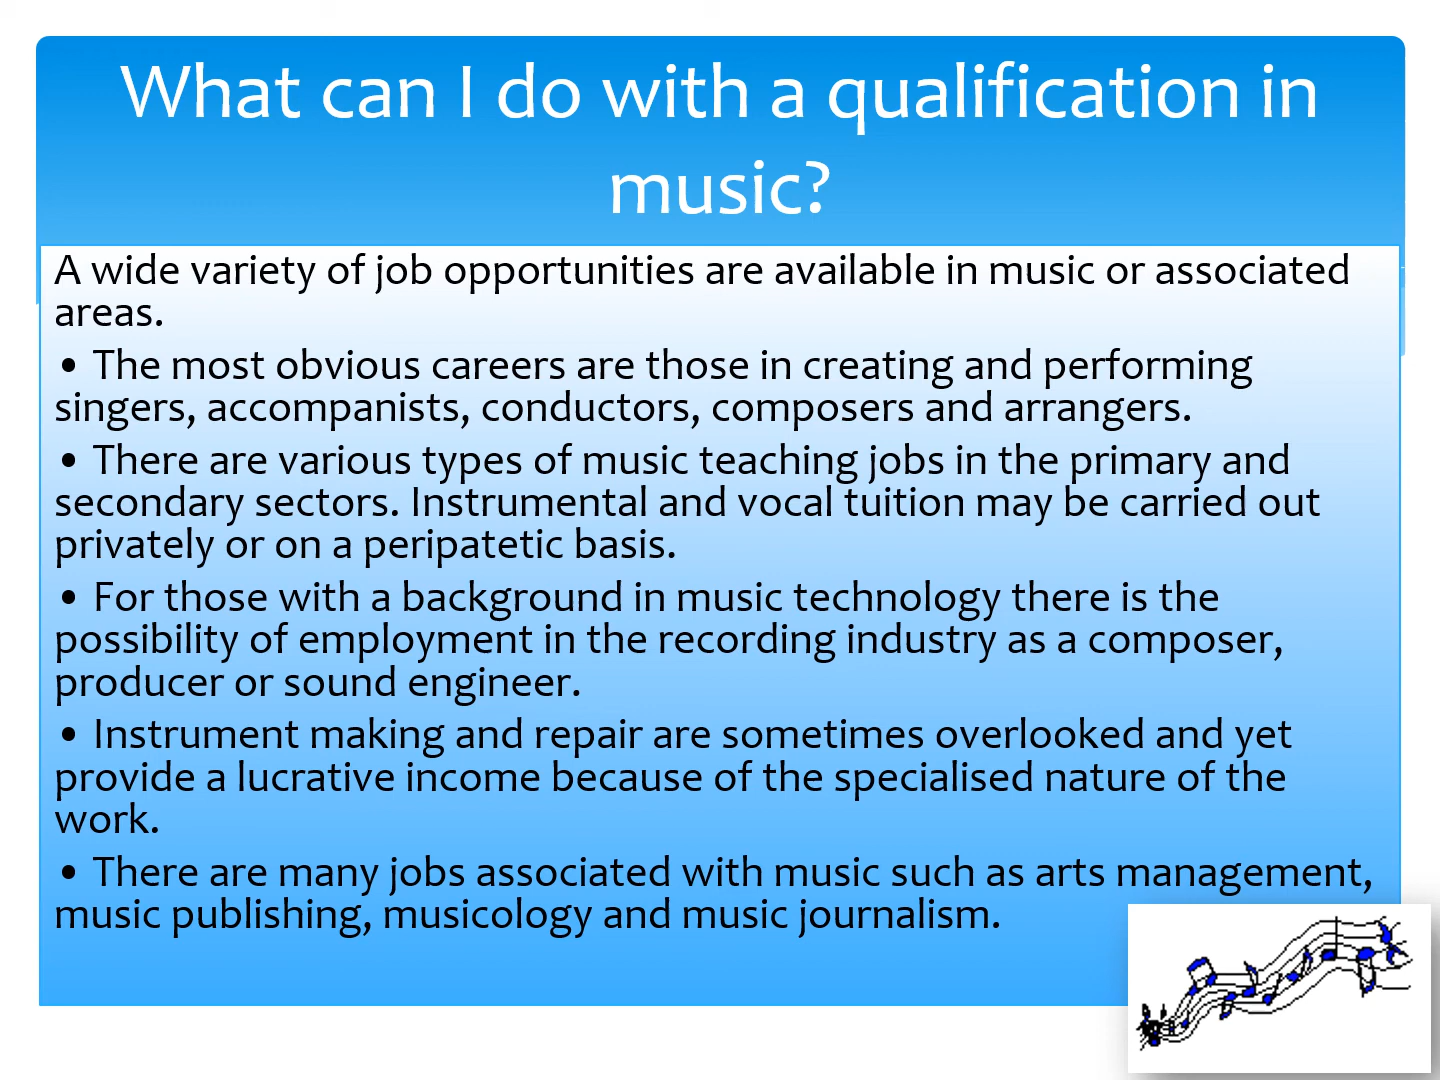 What can I do with a qualification in
music?
A wide variety of job opportunities are available in music or associated
areas.
• The most obvious careers are those in creating and performing
singers, accompanists, conductors, composers and arrangers.
• There are various types of music teaching jobs in the primary and
secondary sectors. Instrumental and vocal tuition may be carried out
privately or on a peripatetic basis.
• For those with a background in music technology there is the
possibility of employment in the recording industry as a composer,
producer or sound engineer.
• Instrument making and repair are sometimes overlooked and yet
provide a lucrative income because of the specialised nature of the
work.
• There are many jobs associated with music such as arts management,
music publishing, musicology and music journalism.